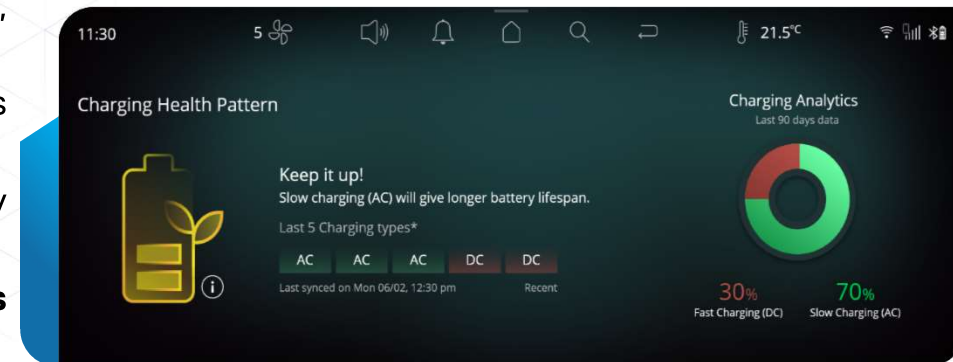 11:30 5 21.5°C
Charging Health Pattern
Charging Analytics
Last 90 days data
Keep it up!
Slow charging (AC) will give longer battery lifespan.
Last 5 Charging types*
AC AC AC DC DC
Last synced on Mon 06/02, 12:30 pm Recent
30% 70%
Fast Charging (DC) Slow Charging (AC)